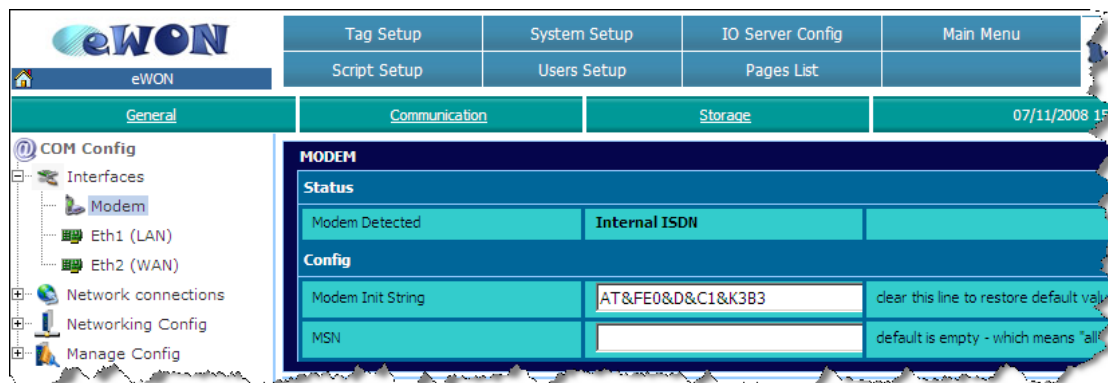 eWON
Tag Setup System Setup IO Server Config Main Menu
eWON Script Setup Users Setup Pages List
General Communication Storage 07/11/2008
COM Config
Interfaces
Modem
Eth1 (LAN)
Eth2 (WAN)
Network connections
Networking Config
Manage Config
MODEM
Status
Modem Detected Internal ISDN
Config
Modem Init String AT&FE0&D&C1&K3B3 clear this line to restore default
MSN default is empty - which means "all"